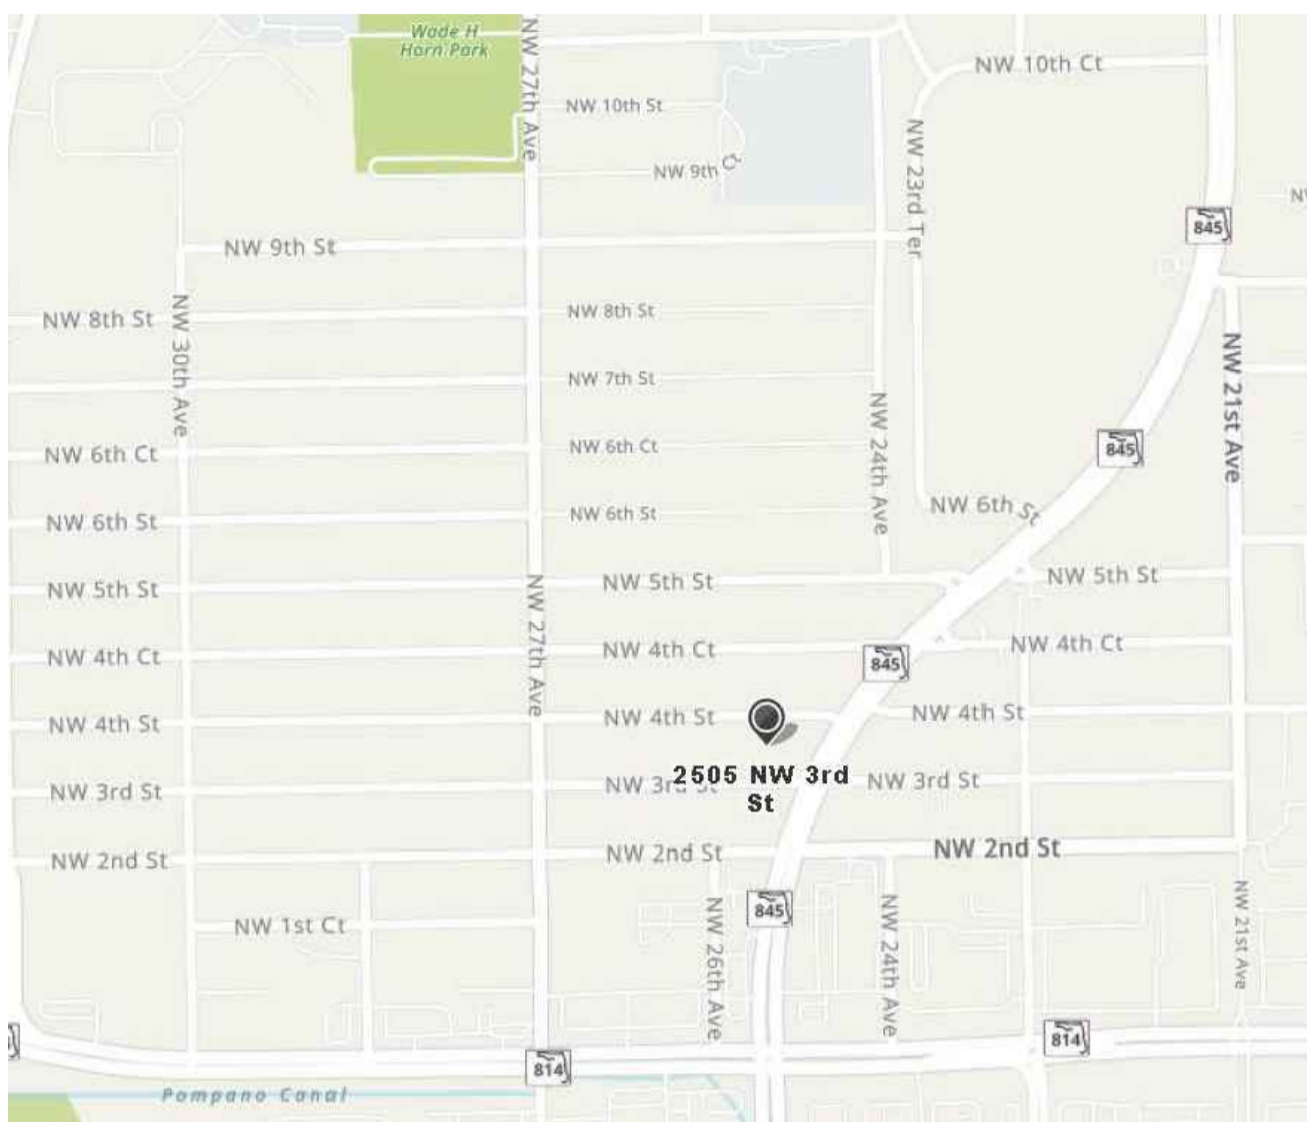 Wade H
Horn Park
NW 27th Ave
NW 10th Ct
NW 10th St
NW 23rd Ter
NW 9th Ct
845
NW 9th St
NW 8th St
NW 30th Ave
NW 8th St
NW 21st Ave
NW 7th St
NW 24th Ave
NW 6th Ct
NW 6th Ct
845
NW 6th St
NW 6th St
NW 6th St
NW 5th St
NW 27th Ave
NW 5th St
NW 5th St
NW 4th Ct
NW 4th Ct
845
NW 4th Ct
NW 4th St
NW 4th St
NW 4th St
NW 3rd St
NW 3rd St
2505 NW 3rd
St
NW 3rd St
NW 2nd St
NW 2nd St
NW 2nd St
NW 1st Ct
NW 26th Ave
845
NW 24th Ave
NW 21st Ave
814
814
Pompano Canal